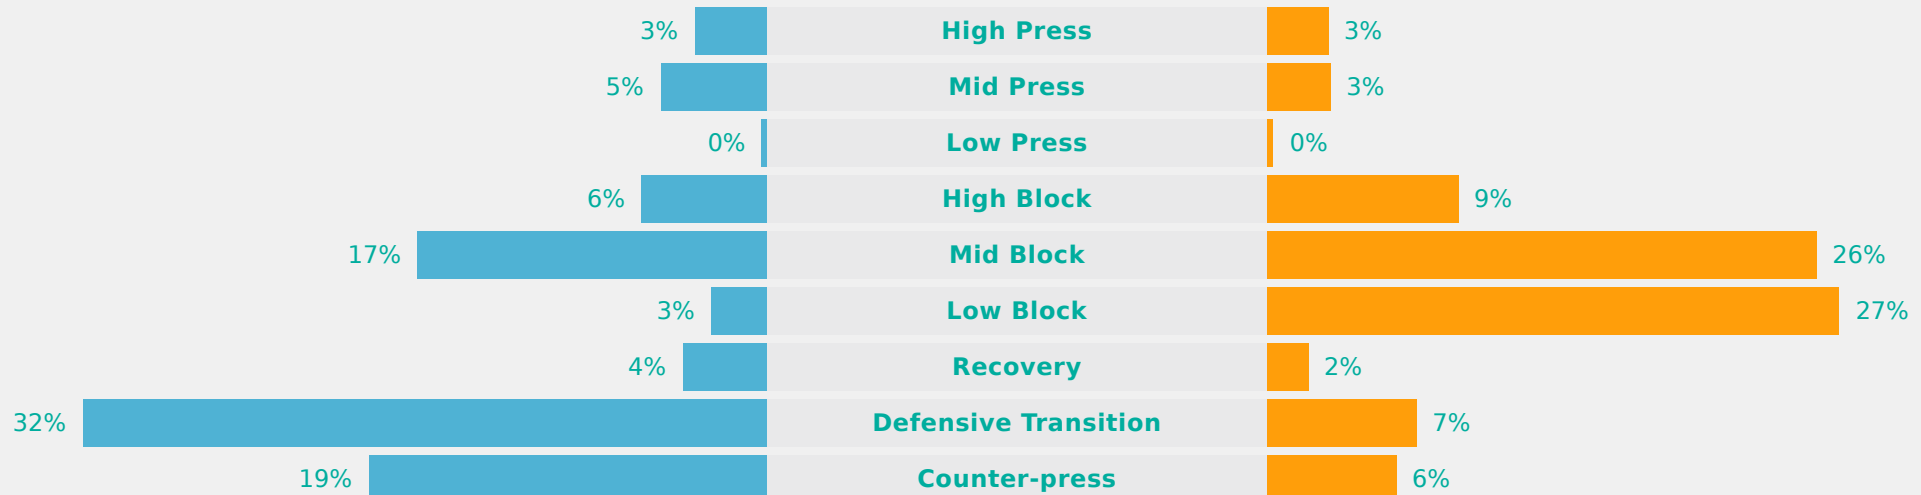 3% High Press 3%
5% Mid Press 3%
0% Low Press 0%
6% High Block 9%
17% Mid Block 26%
3% Low Block 27%
4% Recovery 2%
32% Defensive Transition 7%
19% Counter-press 6%